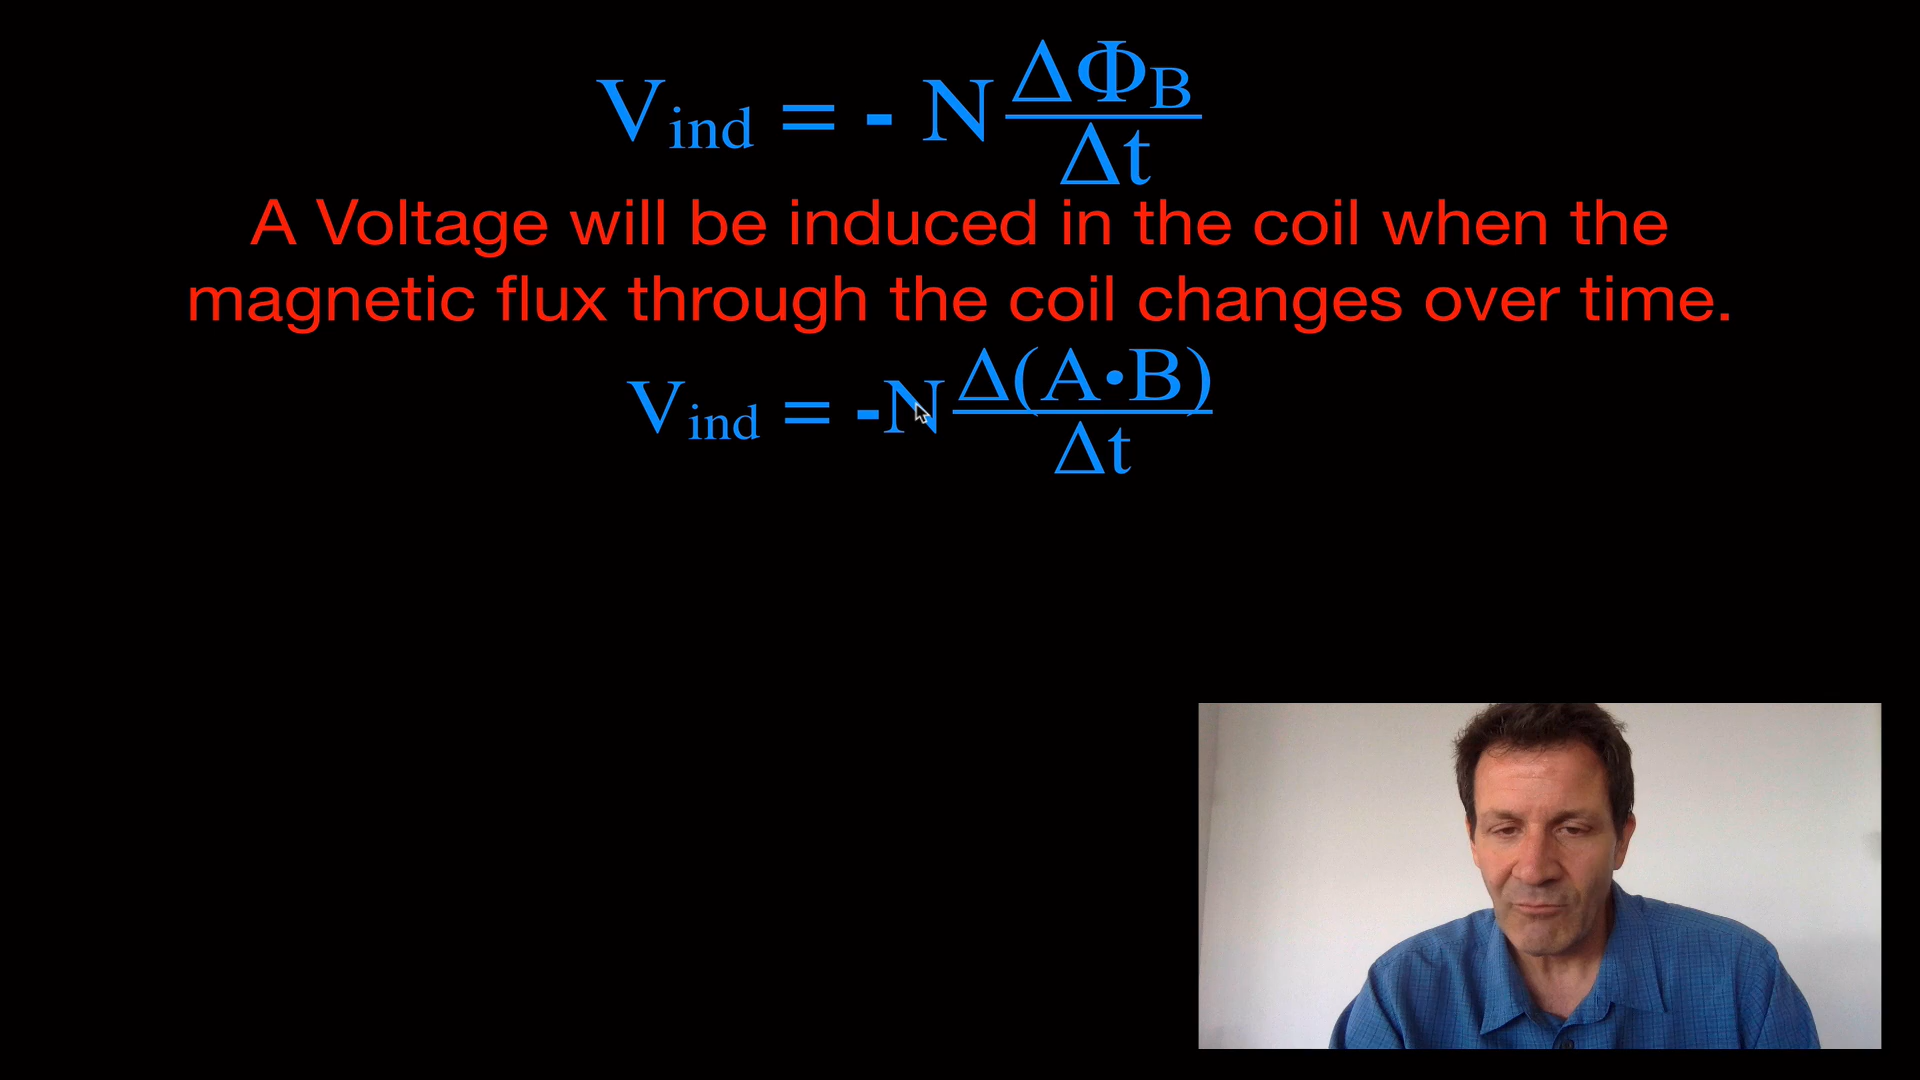 V_ind = - N ΔΦ_B / Δt
A Voltage will be induced in the coil when the
magnetic flux through the coil changes over time.
V_ind = -N Δ(A•B) / Δt